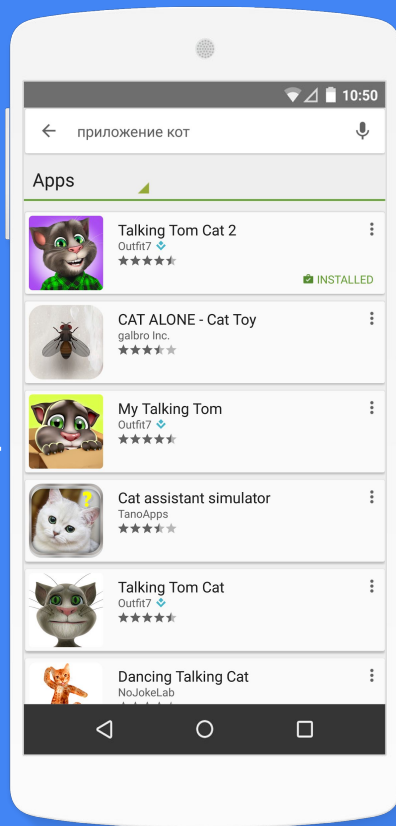 10:50
приложение кот
Apps
Talking Tom Cat 2
Outfit7
INSTALLED
CAT ALONE - Cat Toy
galbro Inc.
My Talking Tom
Outfit7
?
Cat assistant simulator
TanoApps
Talking Tom Cat
Outfit7
Dancing Talking Cat
NoJokeLab